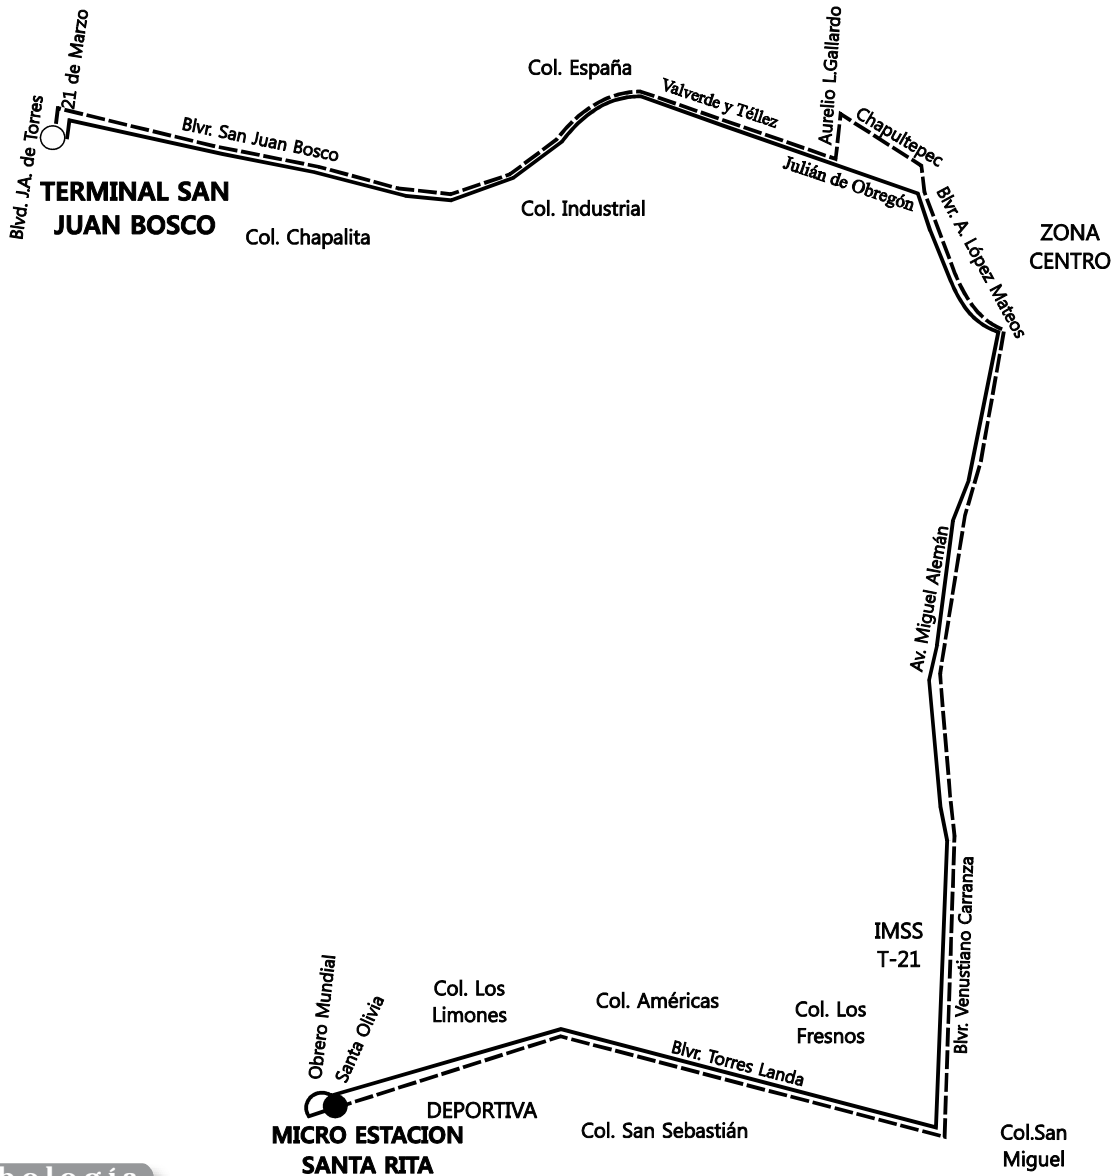 21 de Marzo
Aurelio L.Gallardo
Col. España
Valverde y Téllez
Blvd. J.A. de Torres
Blvr. San Juan Bosco
Chapultepec
Julián de Obregón
TERMINAL SAN
JUAN BOSCO
Col. Chapalita
Col. Industrial
Blvr. A. López Mateos
ZONA
CENTRO
Av. Miguel Alemán
IMSS
T-21
Blvr. Venustiano Carranza
Obrero Mundial
Santa Olivia
Col. Los
Limones
Col. Américas
Col. Los
Fresnos
Blvr. Torres Landa
DEPORTIVA
Col. San Sebastián
Col.San
Miguel
MICRO ESTACION
SANTA RITA